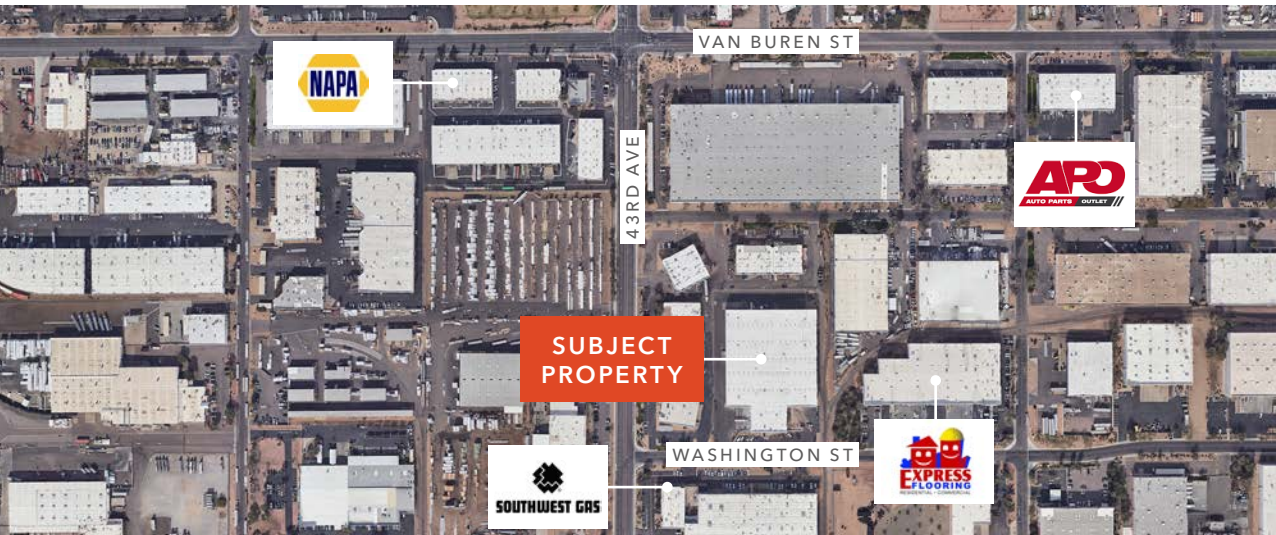 VAN BUREN ST
NAPA
43RD AVE
APO
AUTO PARTS OUTLET
SUBJECT
PROPERTY
WASHINGTON ST
EXPRESS
FLOORING
RESIDENTIAL • COMMERCIAL
SOUTHWEST GAS